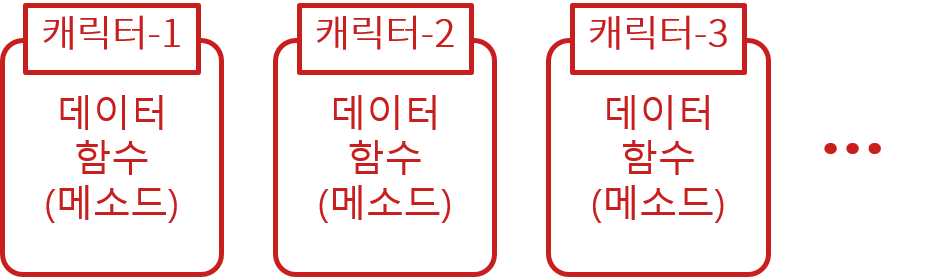 캐릭터-1
데이터
함수
(메소드)
캐릭터-2
데이터
함수
(메소드)
캐릭터-3
데이터
함수
(메소드)
...